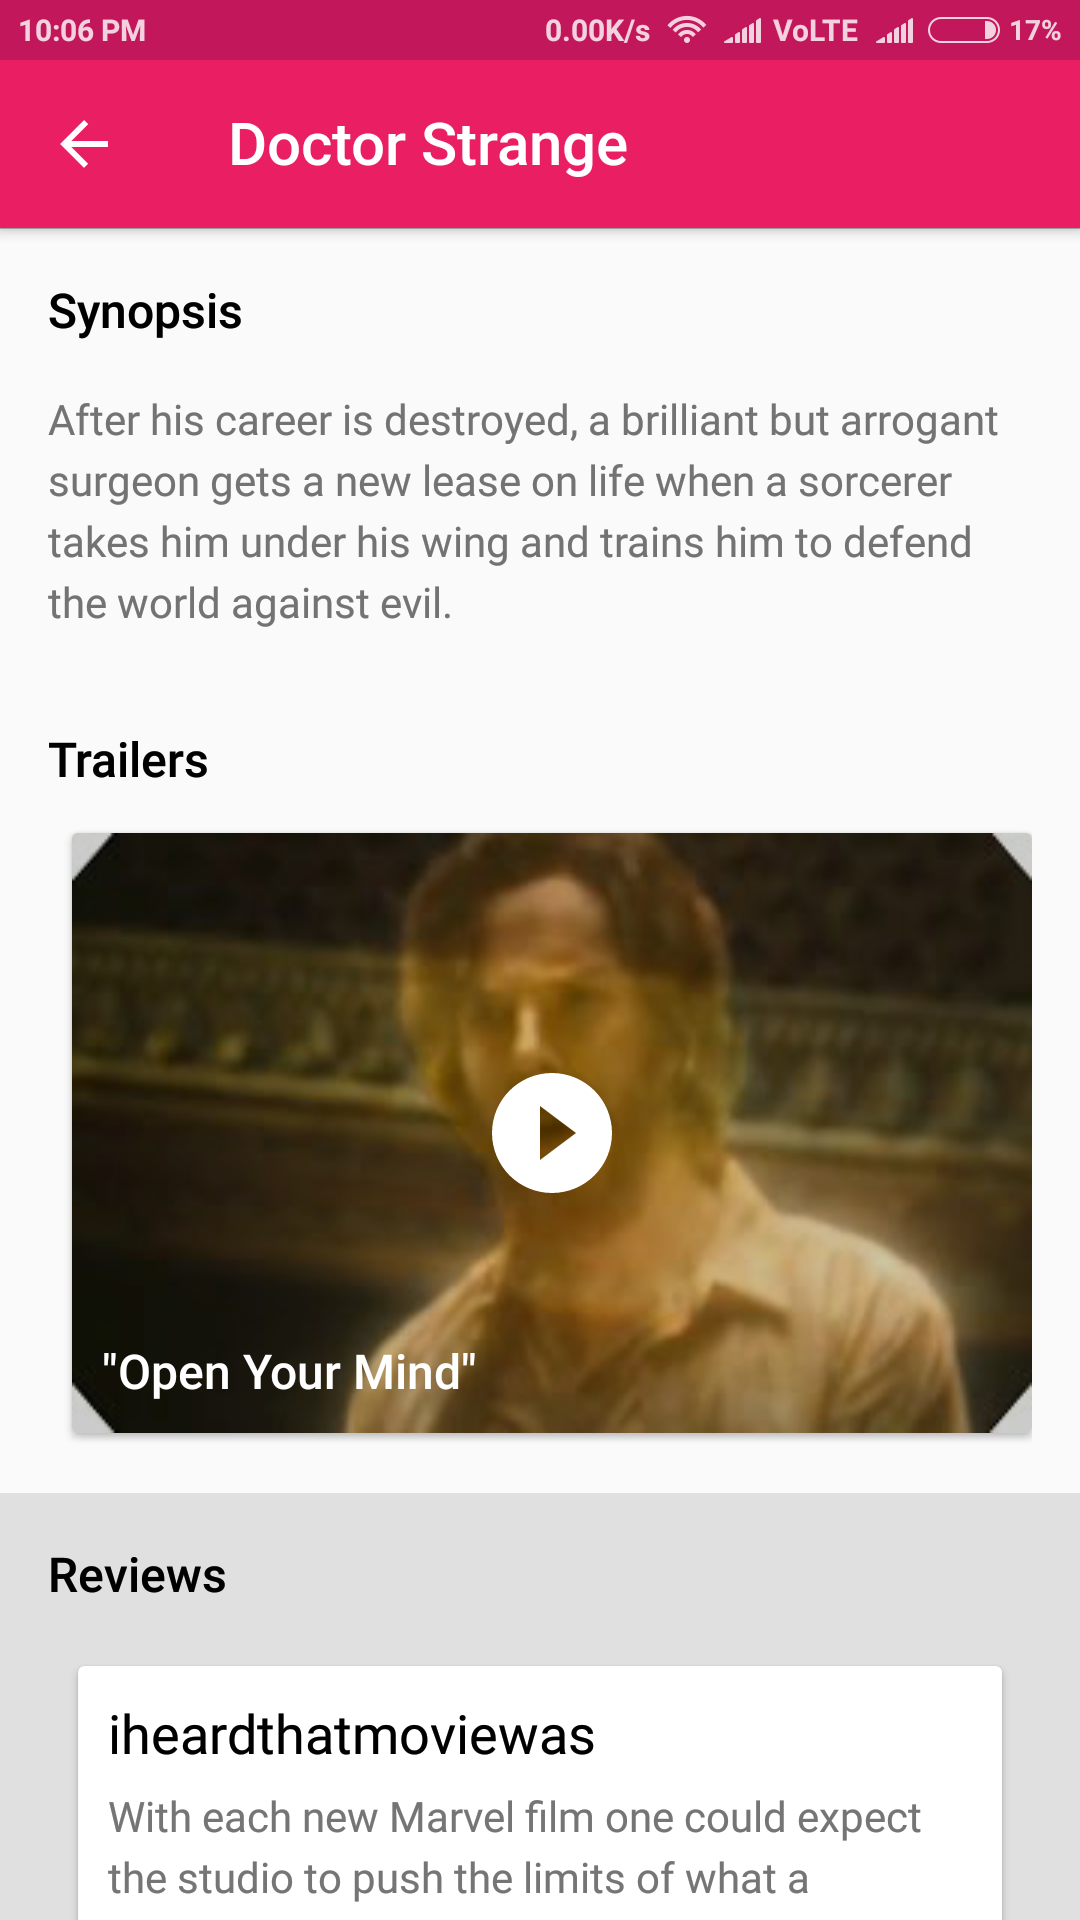 10:06 PM 0.00K/s VoLTE 17%
Doctor Strange
Synopsis
After his career is destroyed, a brilliant but arrogant
surgeon gets a new lease on life when a sorcerer
takes him under his wing and trains him to defend
the world against evil.
Trailers
"Open Your Mind"
Reviews
iheardthatmoviewas
With each new Marvel film one could expect
the studio to push the limits of what a